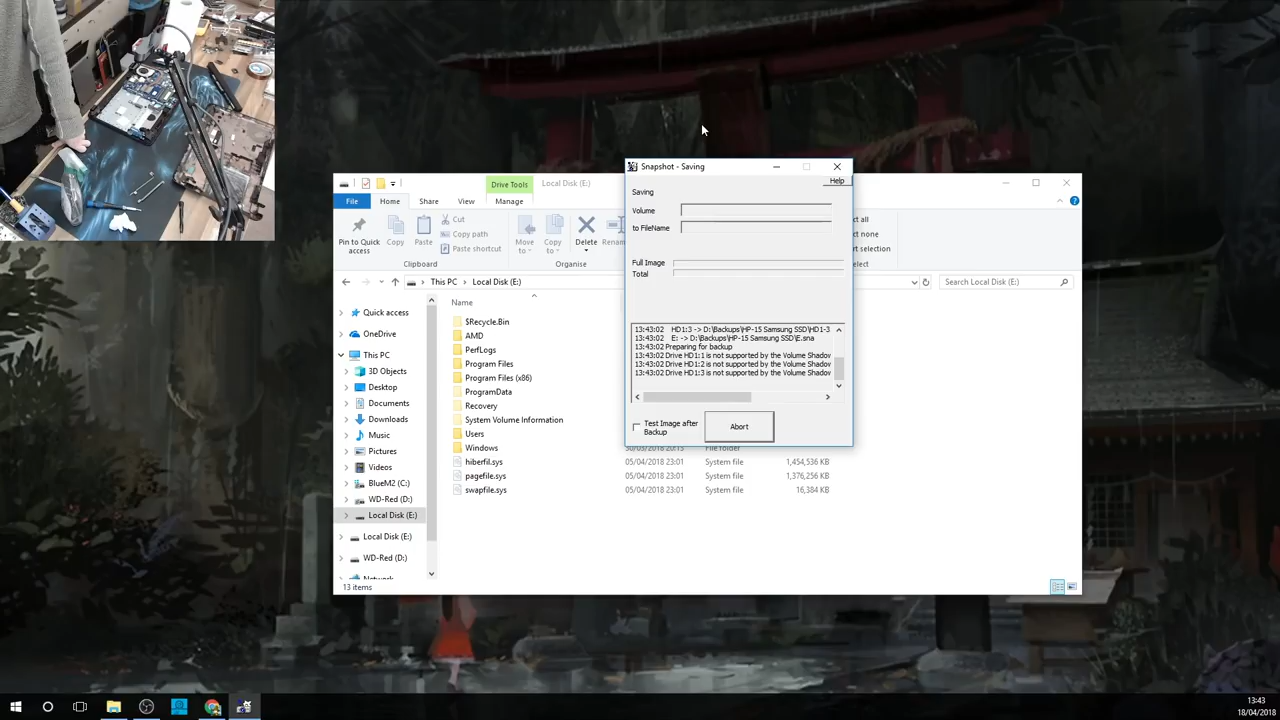 Snapshot - Saving
Help
Saving
Volume
to FileName
Full Image
Total
13:43:02 HD1:3 -> D:\Backups\HP-15 Samsung SSD\HD1-3
13:43:02 E: -> D:\Backups\HP-15 Samsung SSD\E.sna
13:43:02 Preparing for backup
13:43:02 Drive HD1:1 is not supported by the Volume Shadow
13:43:02 Drive HD1:2 is not supported by the Volume Shadow
13:43:02 Drive HD1:3 is not supported by the Volume Shadow
Test Image after
Backup
Abort
Drive Tools
Local Disk (E:)
File
Home
Share
View
Manage
Pin to Quick
access
Copy
Paste
Cut
Copy path
Paste shortcut
Clipboard
Move
to
Copy
to
Delete
Renam
Organise
ct all
ct none
rt selection
elect
This PC
Local Disk (E:)
Search Local Disk (E:)
Quick access
OneDrive
This PC
3D Objects
Desktop
Documents
Downloads
Music
Pictures
Videos
BlueM2 (C:)
WD-Red (D:)
Local Disk (E:)
Local Disk (E:)
WD-Red (D:)
Network
Name
$Recycle.Bin
AMD
PerfLogs
Program Files
Program Files (x86)
ProgramData
Recovery
System Volume Information
Users
Windows 30/03/2018 20:13 File folder
hiberfil.sys 05/04/2018 23:01 System file 1,454,536 KB
pagefile.sys 05/04/2018 23:01 System file 1,376,256 KB
swapfile.sys 05/04/2018 23:01 System file 16,384 KB
13 items
13:43
18/04/2018